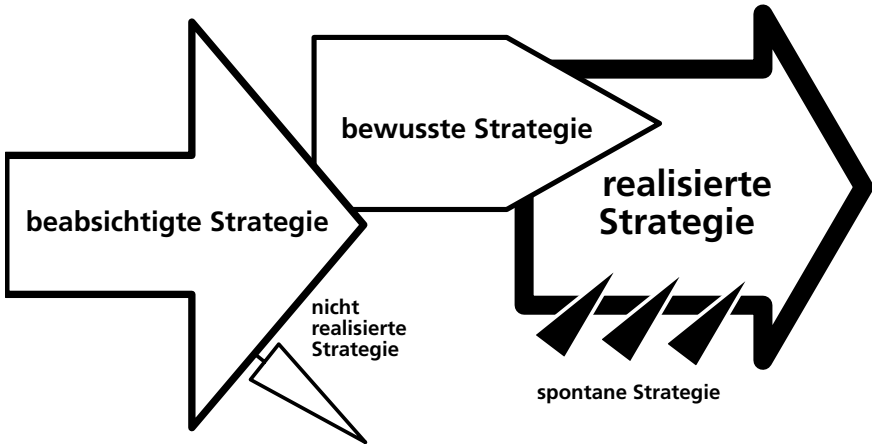 bewusste Strategie
realisierte
Strategie
beabsichtigte Strategie
nicht
realisierte
Strategie
spontane Strategie